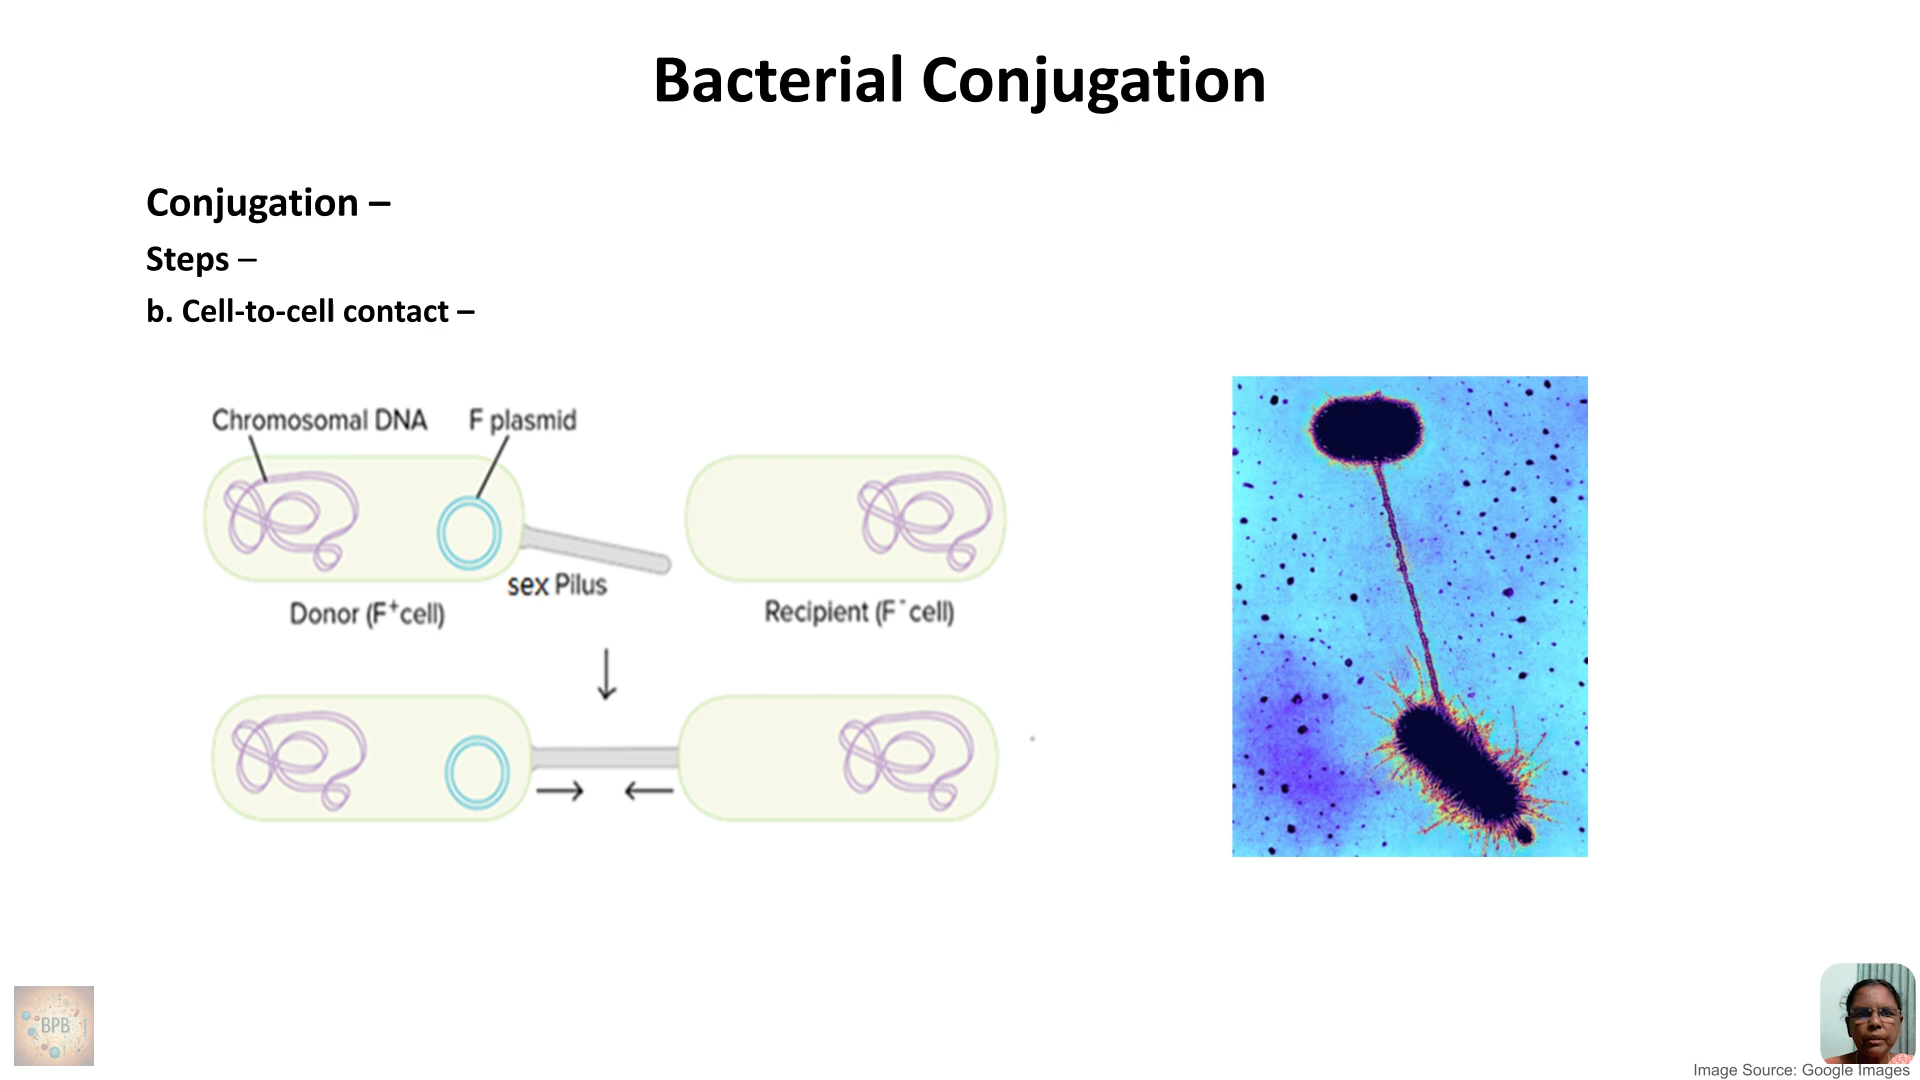 Bacterial Conjugation
Conjugation –
Steps –
b. Cell-to-cell contact –
Chromosomal DNA
F plasmid
sex Pilus
Donor (F⁺cell)
Recipient (F⁻cell)
BPB
Image Source: Google Images